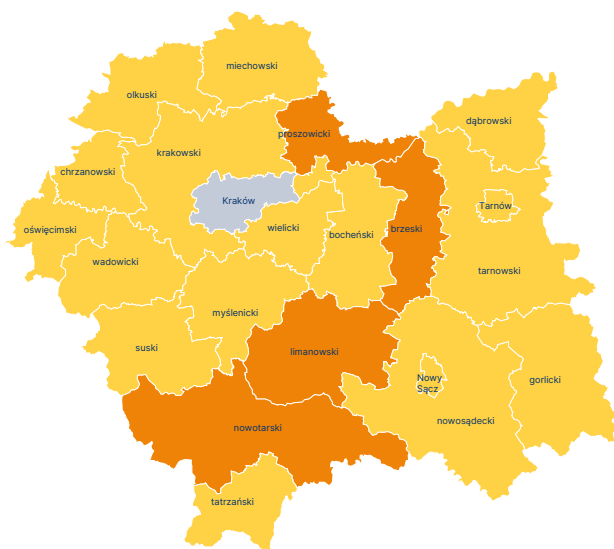 miechowski
olkuski
dąbrowski
proszowicki
krakowski
chrzanowski
Kraków
Tarnów
oświęcimski
wielicki
bocheński
brzeski
wadowicki
tarnowski
myślenicki
suski
limanowski
Nowy
Sącz
gorlicki
nowosądecki
nowotarski
tatrzański